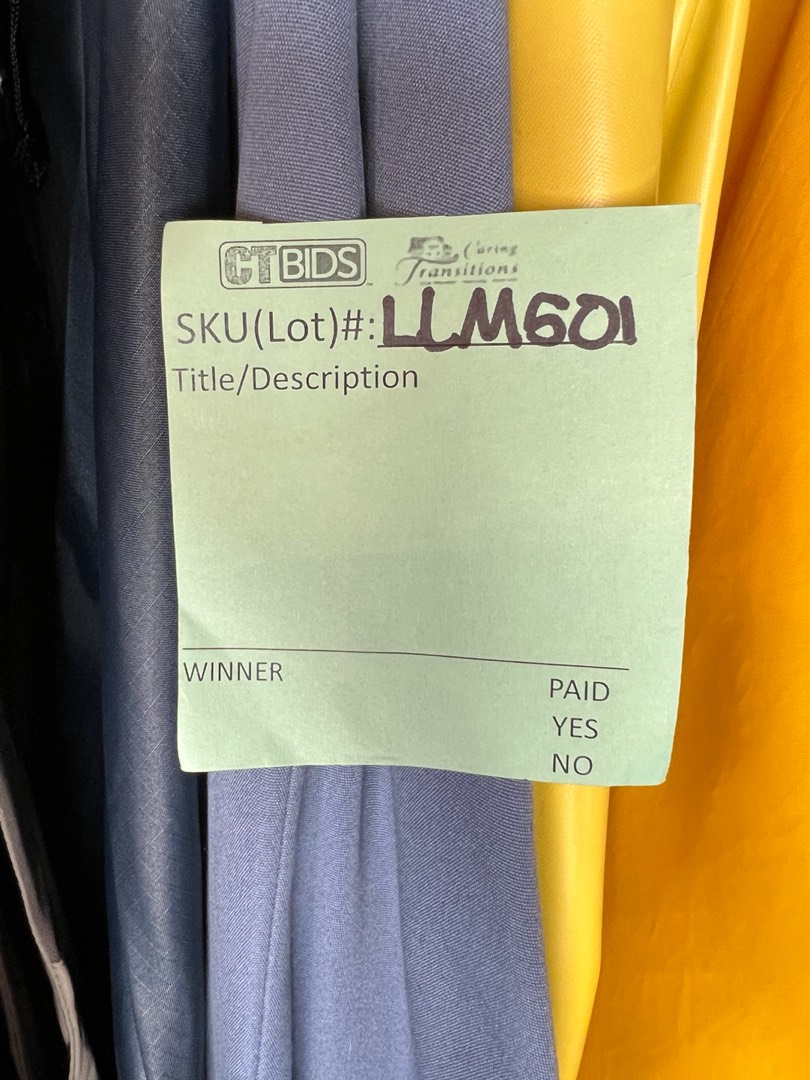 CTBIDS
Caring
Transitions
SKU(Lot)#: LLM601
Title/Description
WINNER
PAID
YES
NO